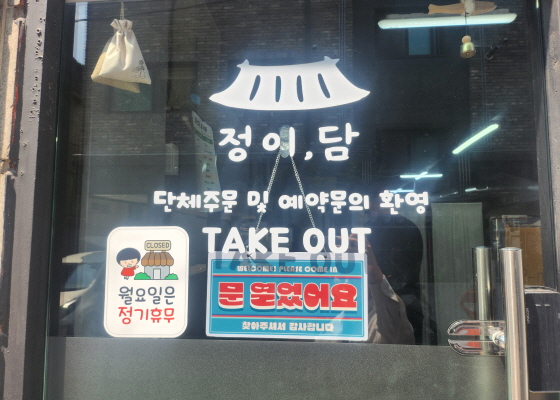 정이,담
단체주문 및 예약문의 환영
TAKE OUT
CLOSED
월요일은
정기휴무
WELCOME! PLEASE COME IN
문 열었어요
찾아주셔서 감사합니다